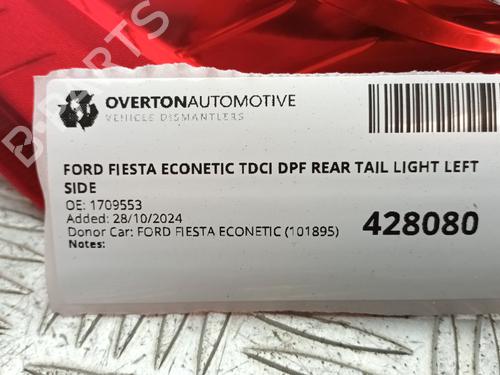 B-PARTS
OVERTONAUTOMOTIVE
VEHICLE DISMANTLERS
FORD FIESTA ECONETIC TDCI DPF REAR TAIL LIGHT LEFT
SIDE
OE: 1709553
Added: 28/10/2024
Donor Car: FORD FIESTA ECONETIC (101895)
428080
Notes: